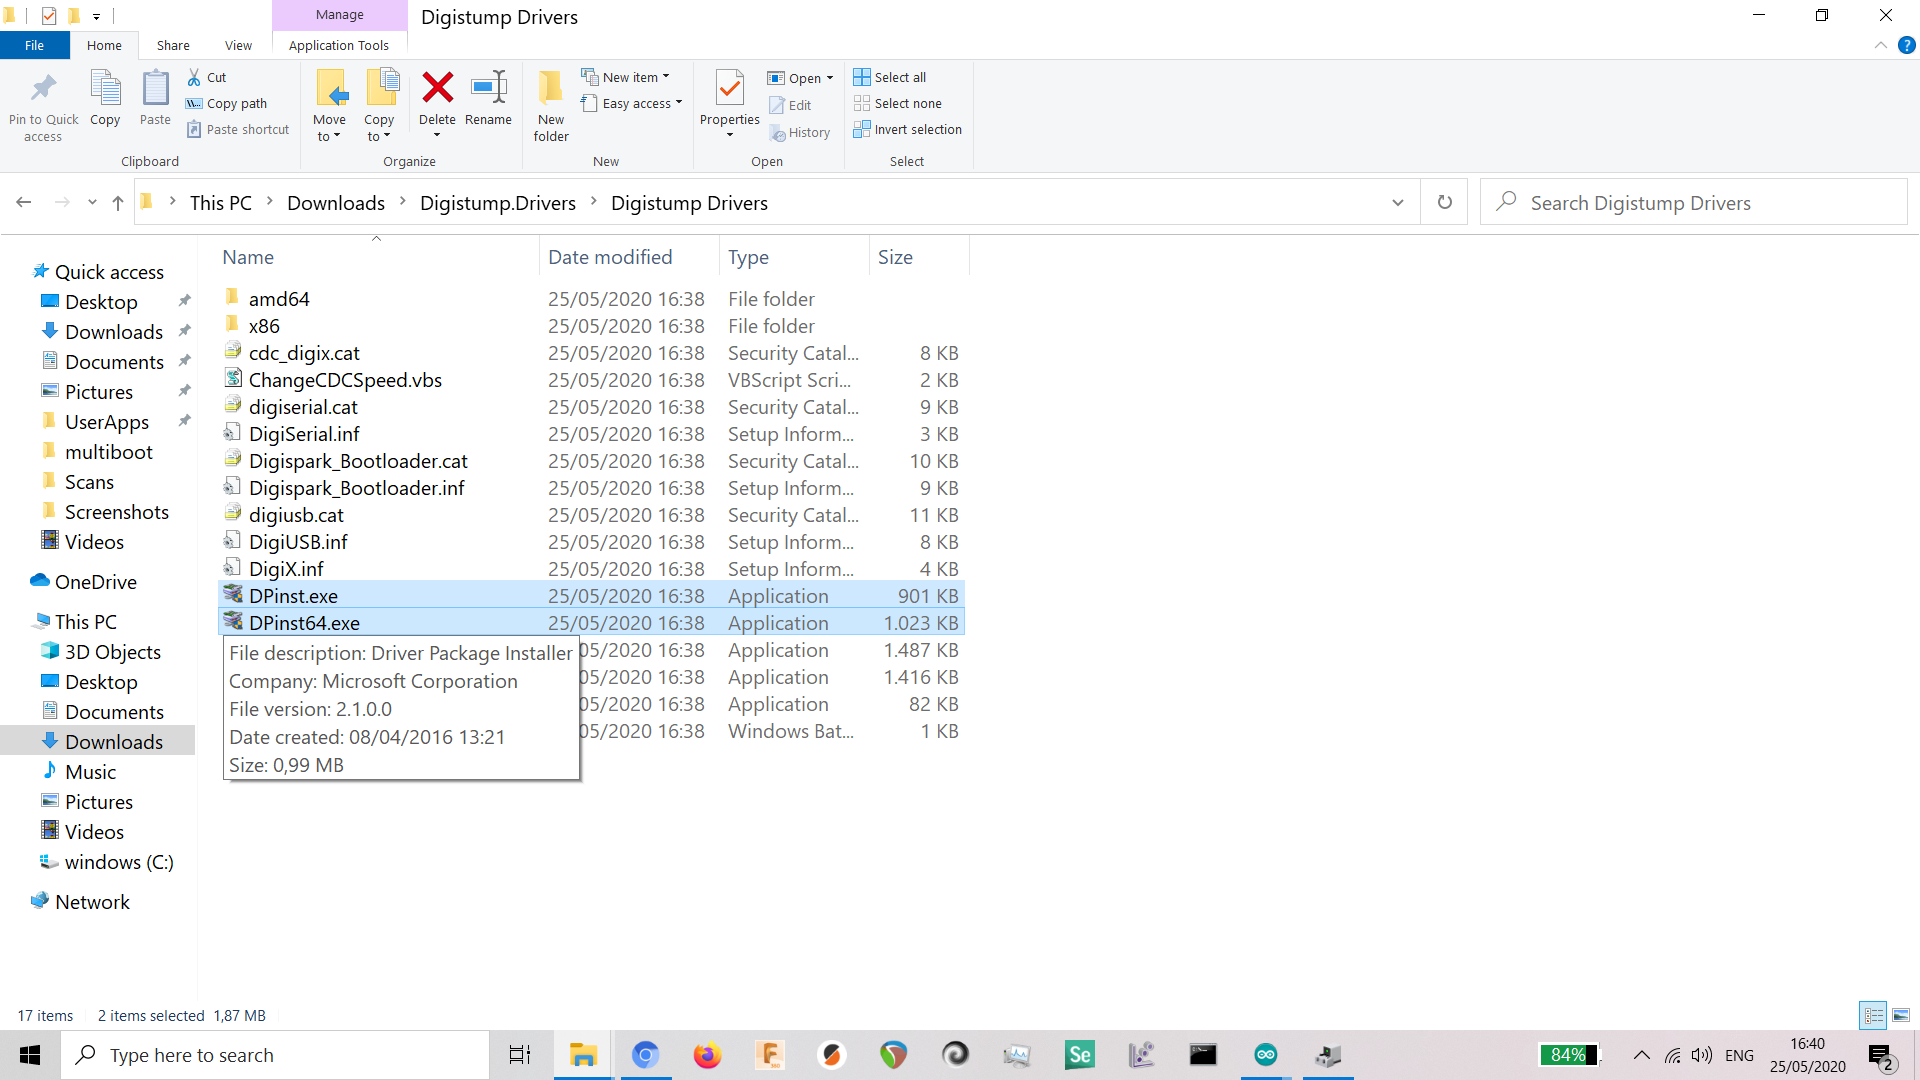 Manage
Digistump Drivers
File
Home
Share
View
Application Tools
Pin to Quick access
Copy
Paste
Cut
Copy path
Paste shortcut
Clipboard
Move to
Copy to
Delete
Rename
Organize
New folder
New item
Easy access
New
Properties
Open
Edit
History
Open
Select all
Select none
Invert selection
Select
This PC
Downloads
Digistump.Drivers
Digistump Drivers
Search Digistump Drivers
Quick access
Desktop
Downloads
Documents
Pictures
UserApps
multiboot
Scans
Screenshots
Videos
OneDrive
This PC
3D Objects
Desktop
Documents
Downloads
Music
Pictures
Videos
windows (C:)
Network
Name Date modified Type Size
amd64 25/05/2020 16:38 File folder
x86 25/05/2020 16:38 File folder
cdc_digix.cat 25/05/2020 16:38 Security Catal... 8 KB
ChangeCDCSpeed.vbs 25/05/2020 16:38 VBScript Scri... 2 KB
digiserial.cat 25/05/2020 16:38 Security Catal... 9 KB
DigiSerial.inf 25/05/2020 16:38 Setup Inform... 3 KB
Digispark_Bootloader.cat 25/05/2020 16:38 Security Catal... 10 KB
Digispark_Bootloader.inf 25/05/2020 16:38 Setup Inform... 9 KB
digiusb.cat 25/05/2020 16:38 Security Catal... 11 KB
DigiUSB.inf 25/05/2020 16:38 Setup Inform... 8 KB
DigiX.inf 25/05/2020 16:38 Setup Inform... 4 KB
DPinst.exe 25/05/2020 16:38 Application 901 KB
DPinst64.exe 25/05/2020 16:38 Application 1.023 KB
05/2020 16:38 Application 1.487 KB
05/2020 16:38 Application 1.416 KB
05/2020 16:38 Application 82 KB
05/2020 16:38 Windows Bat... 1 KB
File description: Driver Package Installer
Company: Microsoft Corporation
File version: 2.1.0.0
Date created: 08/04/2016 13:21
Size: 0,99 MB
17 items 2 items selected 1,87 MB
Type here to search
Se
84%
ENG
16:40
25/05/2020
2